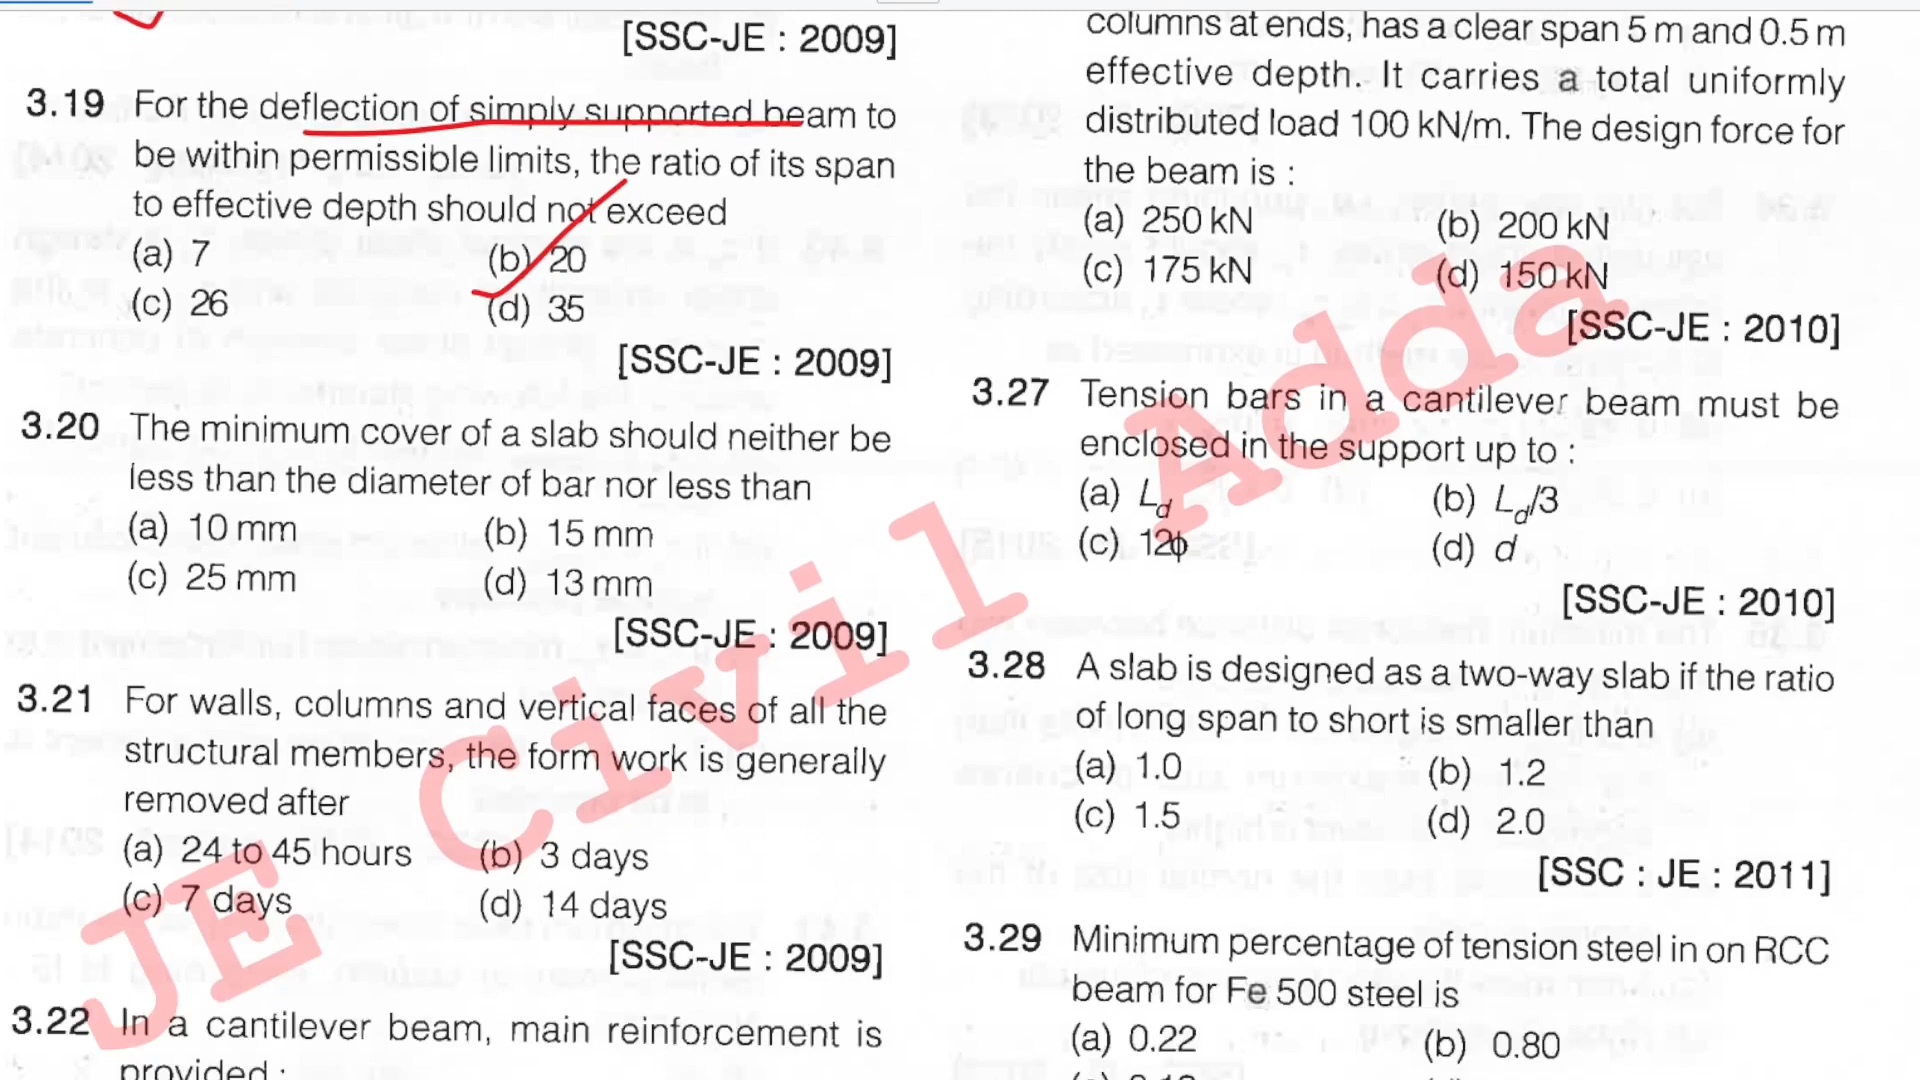 [SSC-JE : 2009]
3.19 For the deflection of simply supported beam to
be within permissible limits, the ratio of its span
to effective depth should not exceed
(a) 7 (b) 20
(c) 26 (d) 35
[SSC-JE : 2009]
3.20 The minimum cover of a slab should neither be
less than the diameter of bar nor less than
(a) 10 mm (b) 15 mm
(c) 25 mm (d) 13 mm
[SSC-JE : 2009]
3.21 For walls, columns and vertical faces of all the
structural members, the form work is generally
removed after
(a) 24 to 45 hours (b) 3 days
(c) 7 days (d) 14 days
[SSC-JE : 2009]
3.22 In a cantilever beam, main reinforcement is
provided :
columns at ends, has a clear span 5 m and 0.5 m
effective depth. It carries a total uniformly
distributed load 100 kN/m. The design force for
the beam is :
(a) 250 kN (b) 200 kN
(c) 175 kN (d) 150 kN
[SSC-JE : 2010]
3.27 Tension bars in a cantilever beam must be
enclosed in the support up to :
(a) Ld (b) Ld/3
(c) 12ϕ (d) d
[SSC-JE : 2010]
3.28 A slab is designed as a two-way slab if the ratio
of long span to short is smaller than
(a) 1.0 (b) 1.2
(c) 1.5 (d) 2.0
[SSC : JE : 2011]
3.29 Minimum percentage of tension steel in on RCC
beam for Fe 500 steel is
(a) 0.22 (b) 0.80
JE Civil Adda